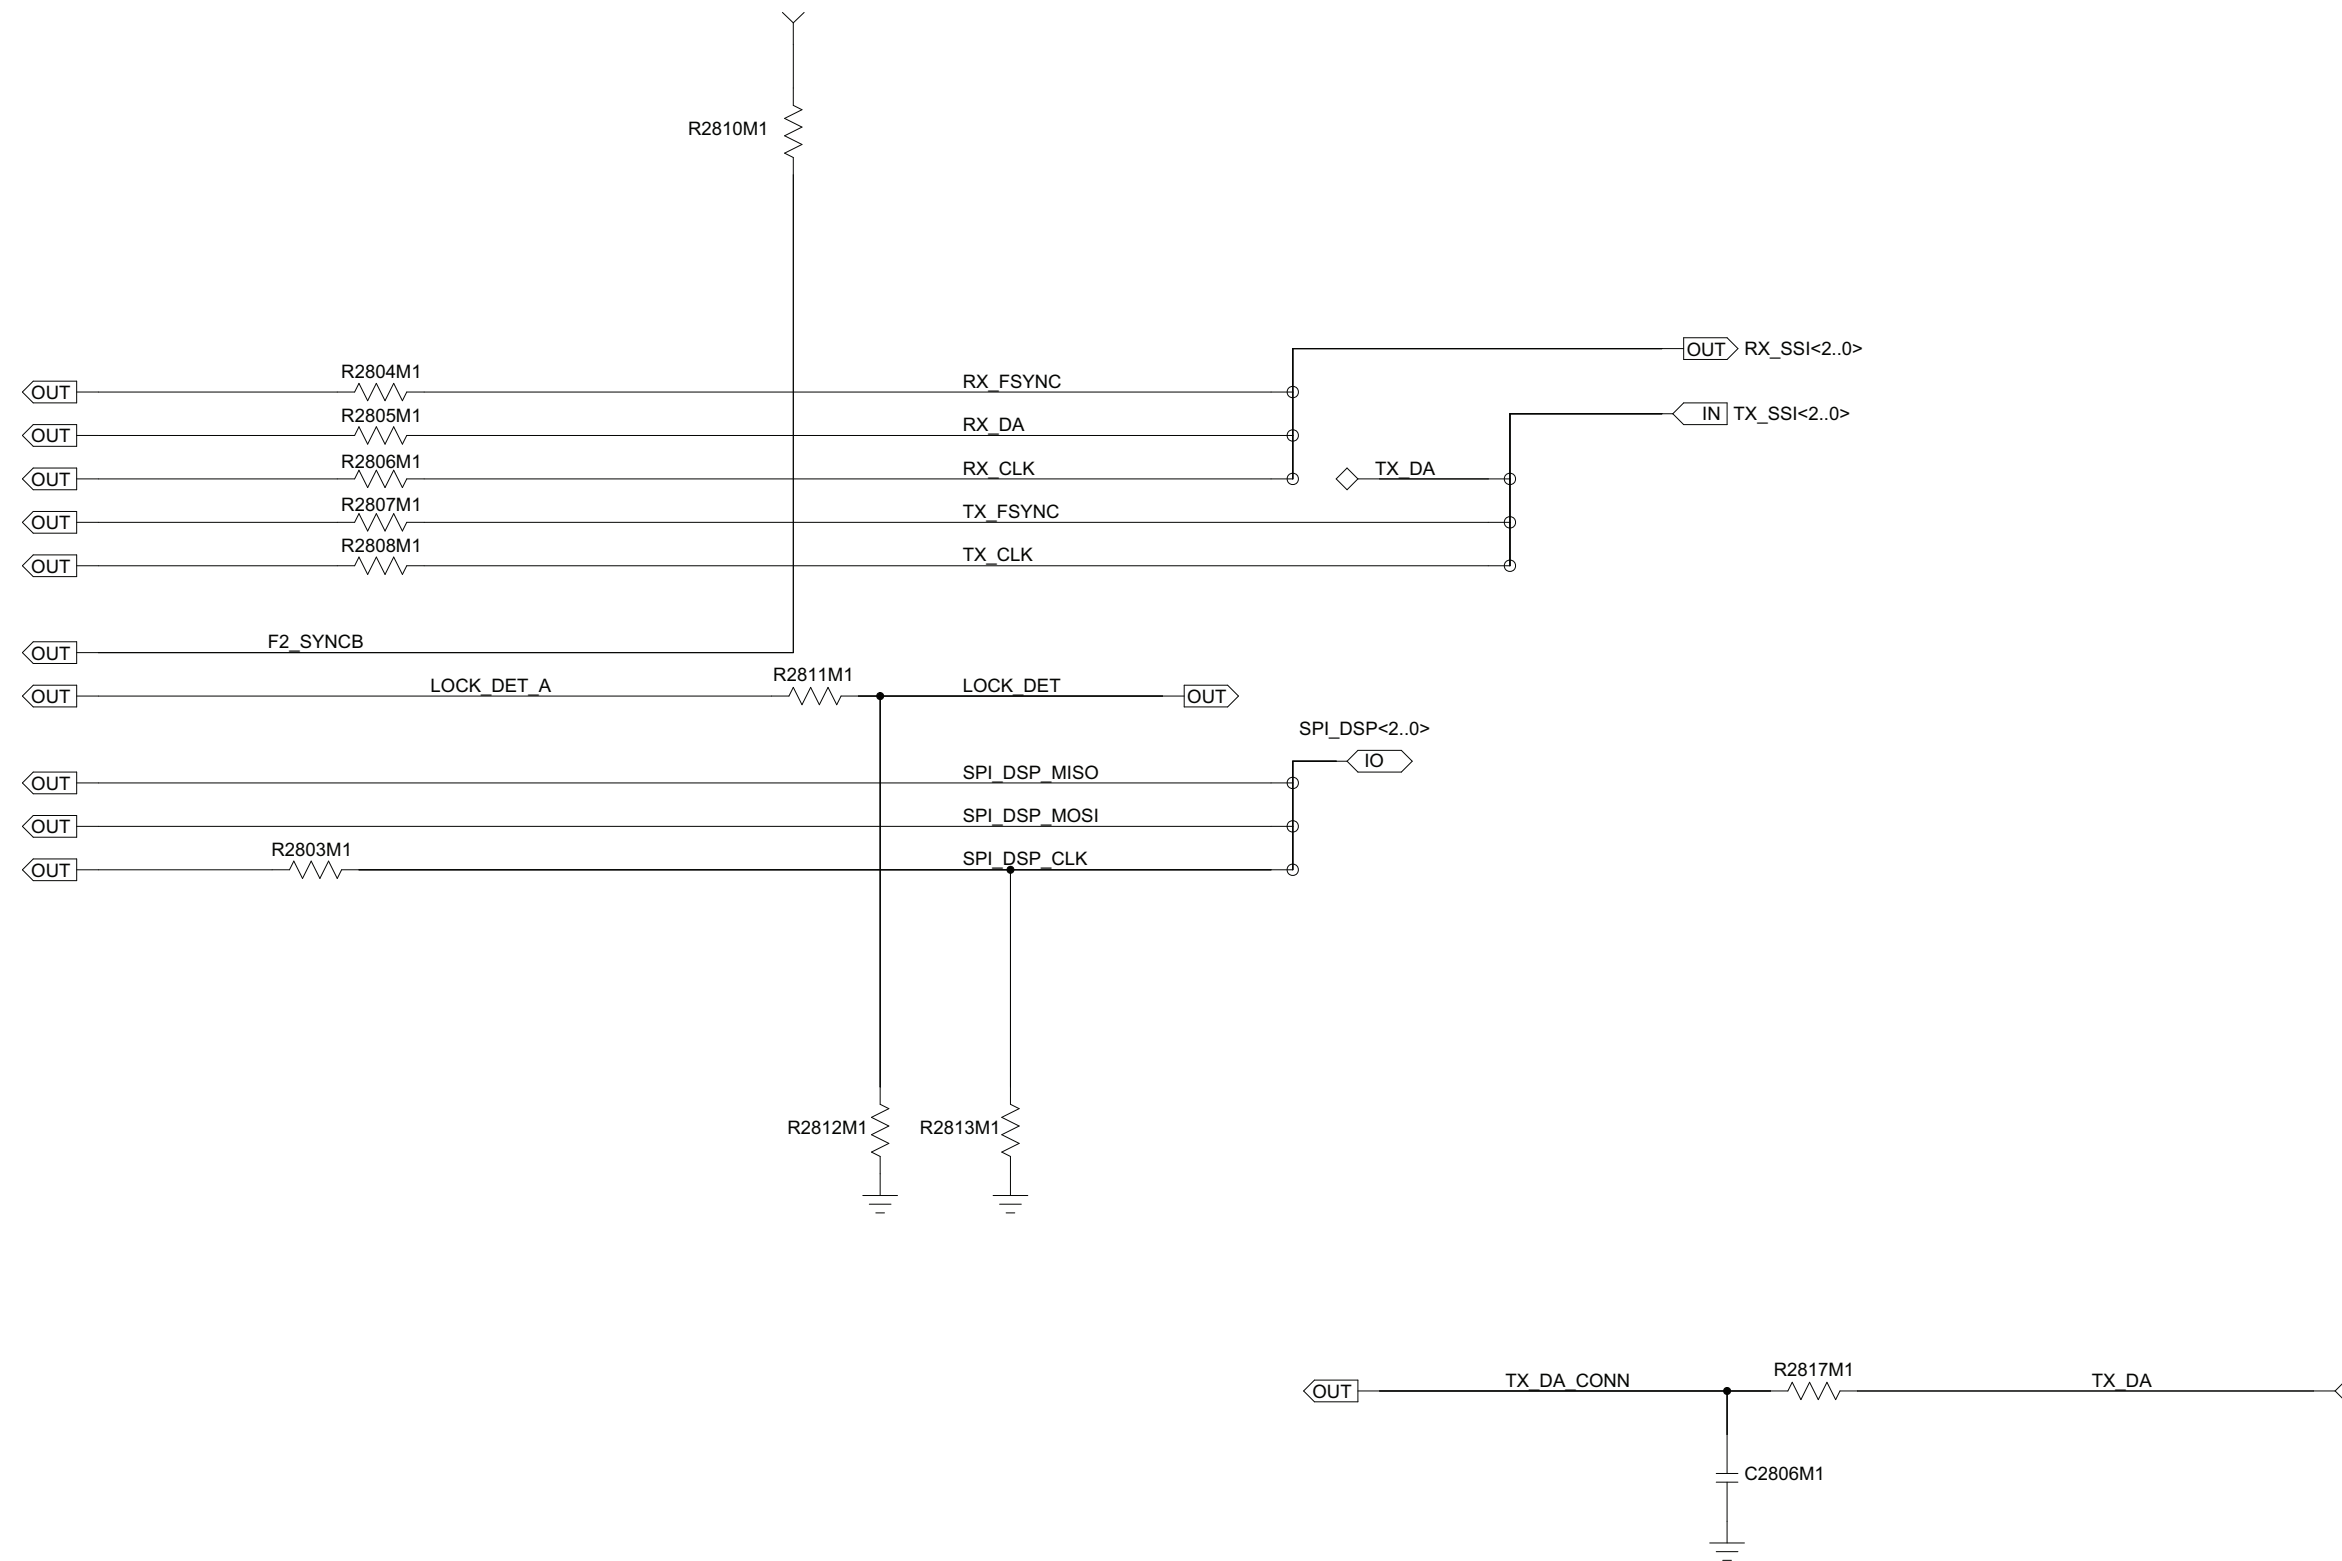 R2810M1
OUT RX_SSI<2..0>
R2804M1
OUT RX_FSYNC
IN TX_SSI<2..0>
R2805M1
OUT RX_DA
R2806M1
OUT RX_CLK TX_DA
R2807M1
OUT TX_FSYNC
R2808M1
OUT TX_CLK
OUT F2_SYNCB
R2811M1
OUT LOCK_DET_A LOCK_DET OUT
SPI_DSP<2..0>
IO
OUT SPI_DSP_MISO
OUT SPI_DSP_MOSI
R2803M1
OUT SPI_DSP_CLK
R2812M1 R2813M1
R2817M1
OUT TX_DA_CONN TX_DA
C2806M1